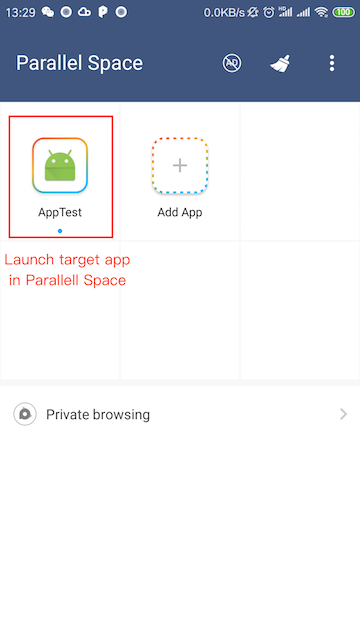 13:29
0.0KB/s
HD
100
Parallel Space
AD
AppTest
Add App
Launch target app
in Parallell Space
Private browsing